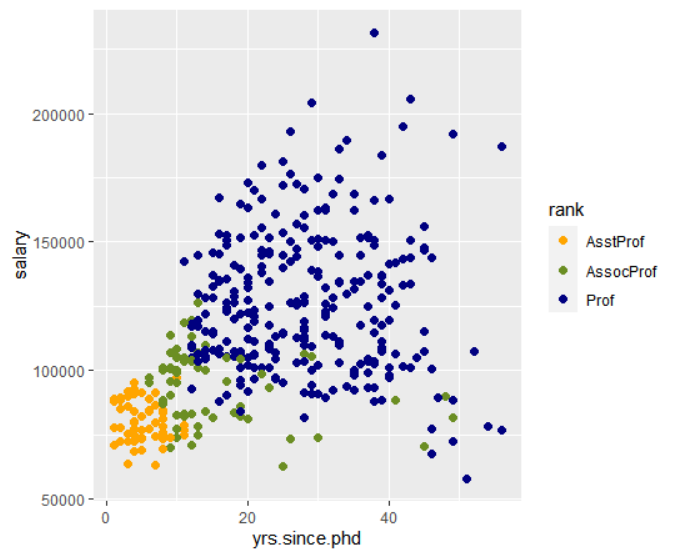 200000
150000
100000
50000
salary
0
20
40
yrs.since.phd
rank
AsstProf
AssocProf
Prof